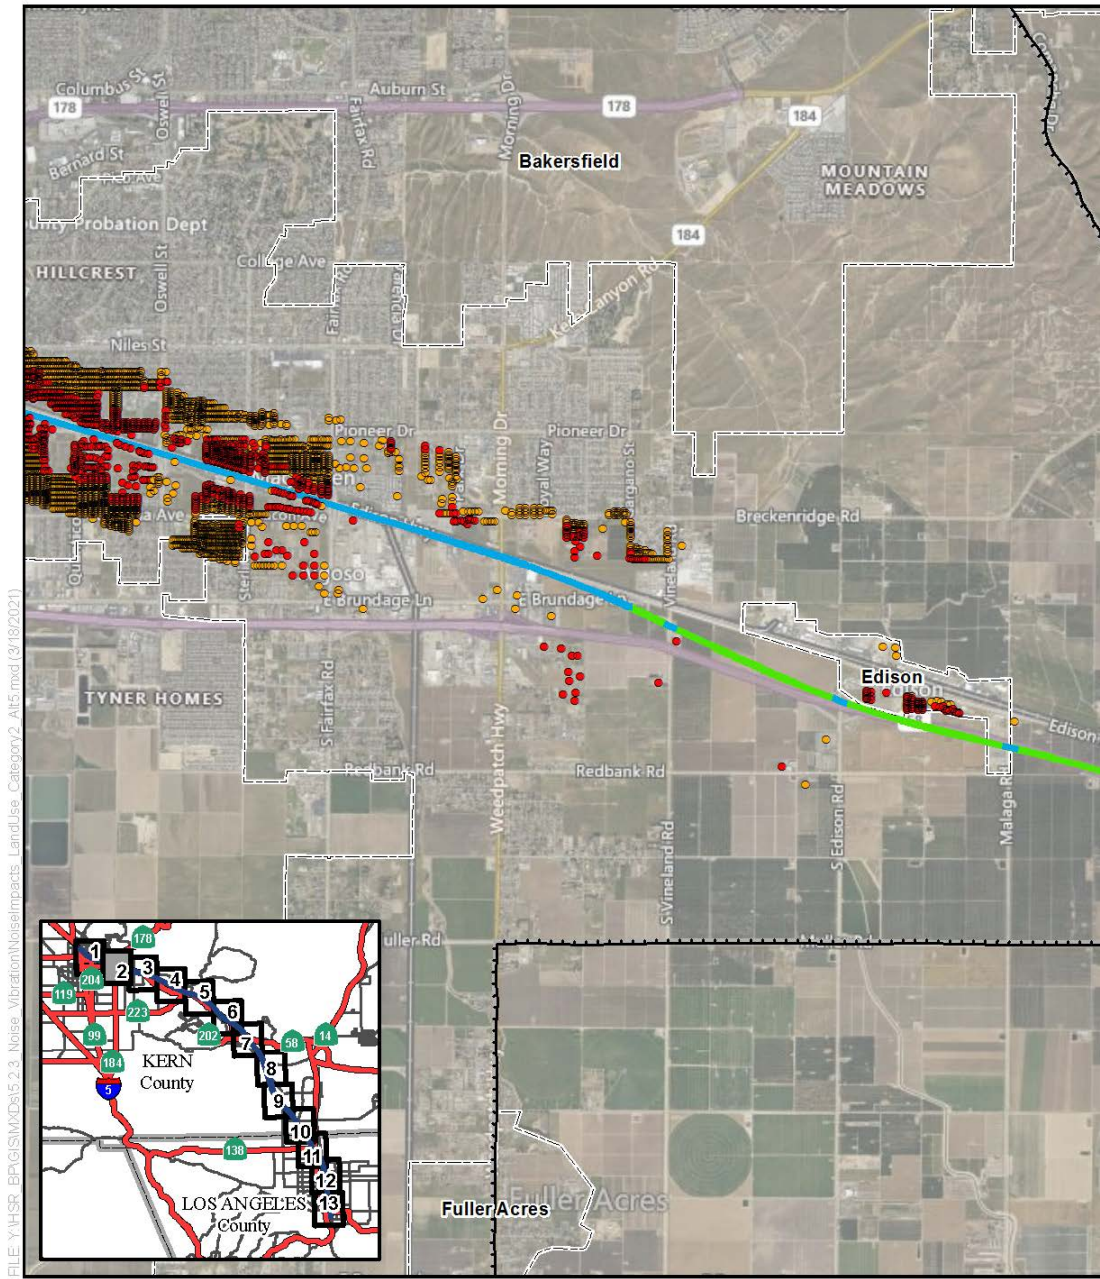 Columbus St
Auburn St
178
178
184
Oswell St
Fairfax Rd
Morning Dr
Bernard St
Bakersfield
MOUNTAIN
MEADOWS
Probation Dept
184
College Ave
HILLCREST
Oswell St
Niles St
Pioneer Dr
Pioneer Dr
Morning Dr
Breckenridge Rd
E Brundage Ln
TYNER HOMES
S Fairfax Rd
Weedpatch Hwy
Edison
Edison
Redbank Rd
Redbank Rd
S Edison Rd
Malaga Rd
S Vineland Rd
Muller Rd
Fuller Acres
Fuller Acres
FILE: Y:\HSR_BP\GIS\MXDs\5.2.3_Noise_Vibration\NoiseImpacts_LandUse_Category2_Alt5.mxd (3/18/2021)
178
1
2
3
4
5
6
7
8
9
10
11
12
13
204
119
223
99
202
58
14
184
KERN
County
5
138
LOS ANGELES
County